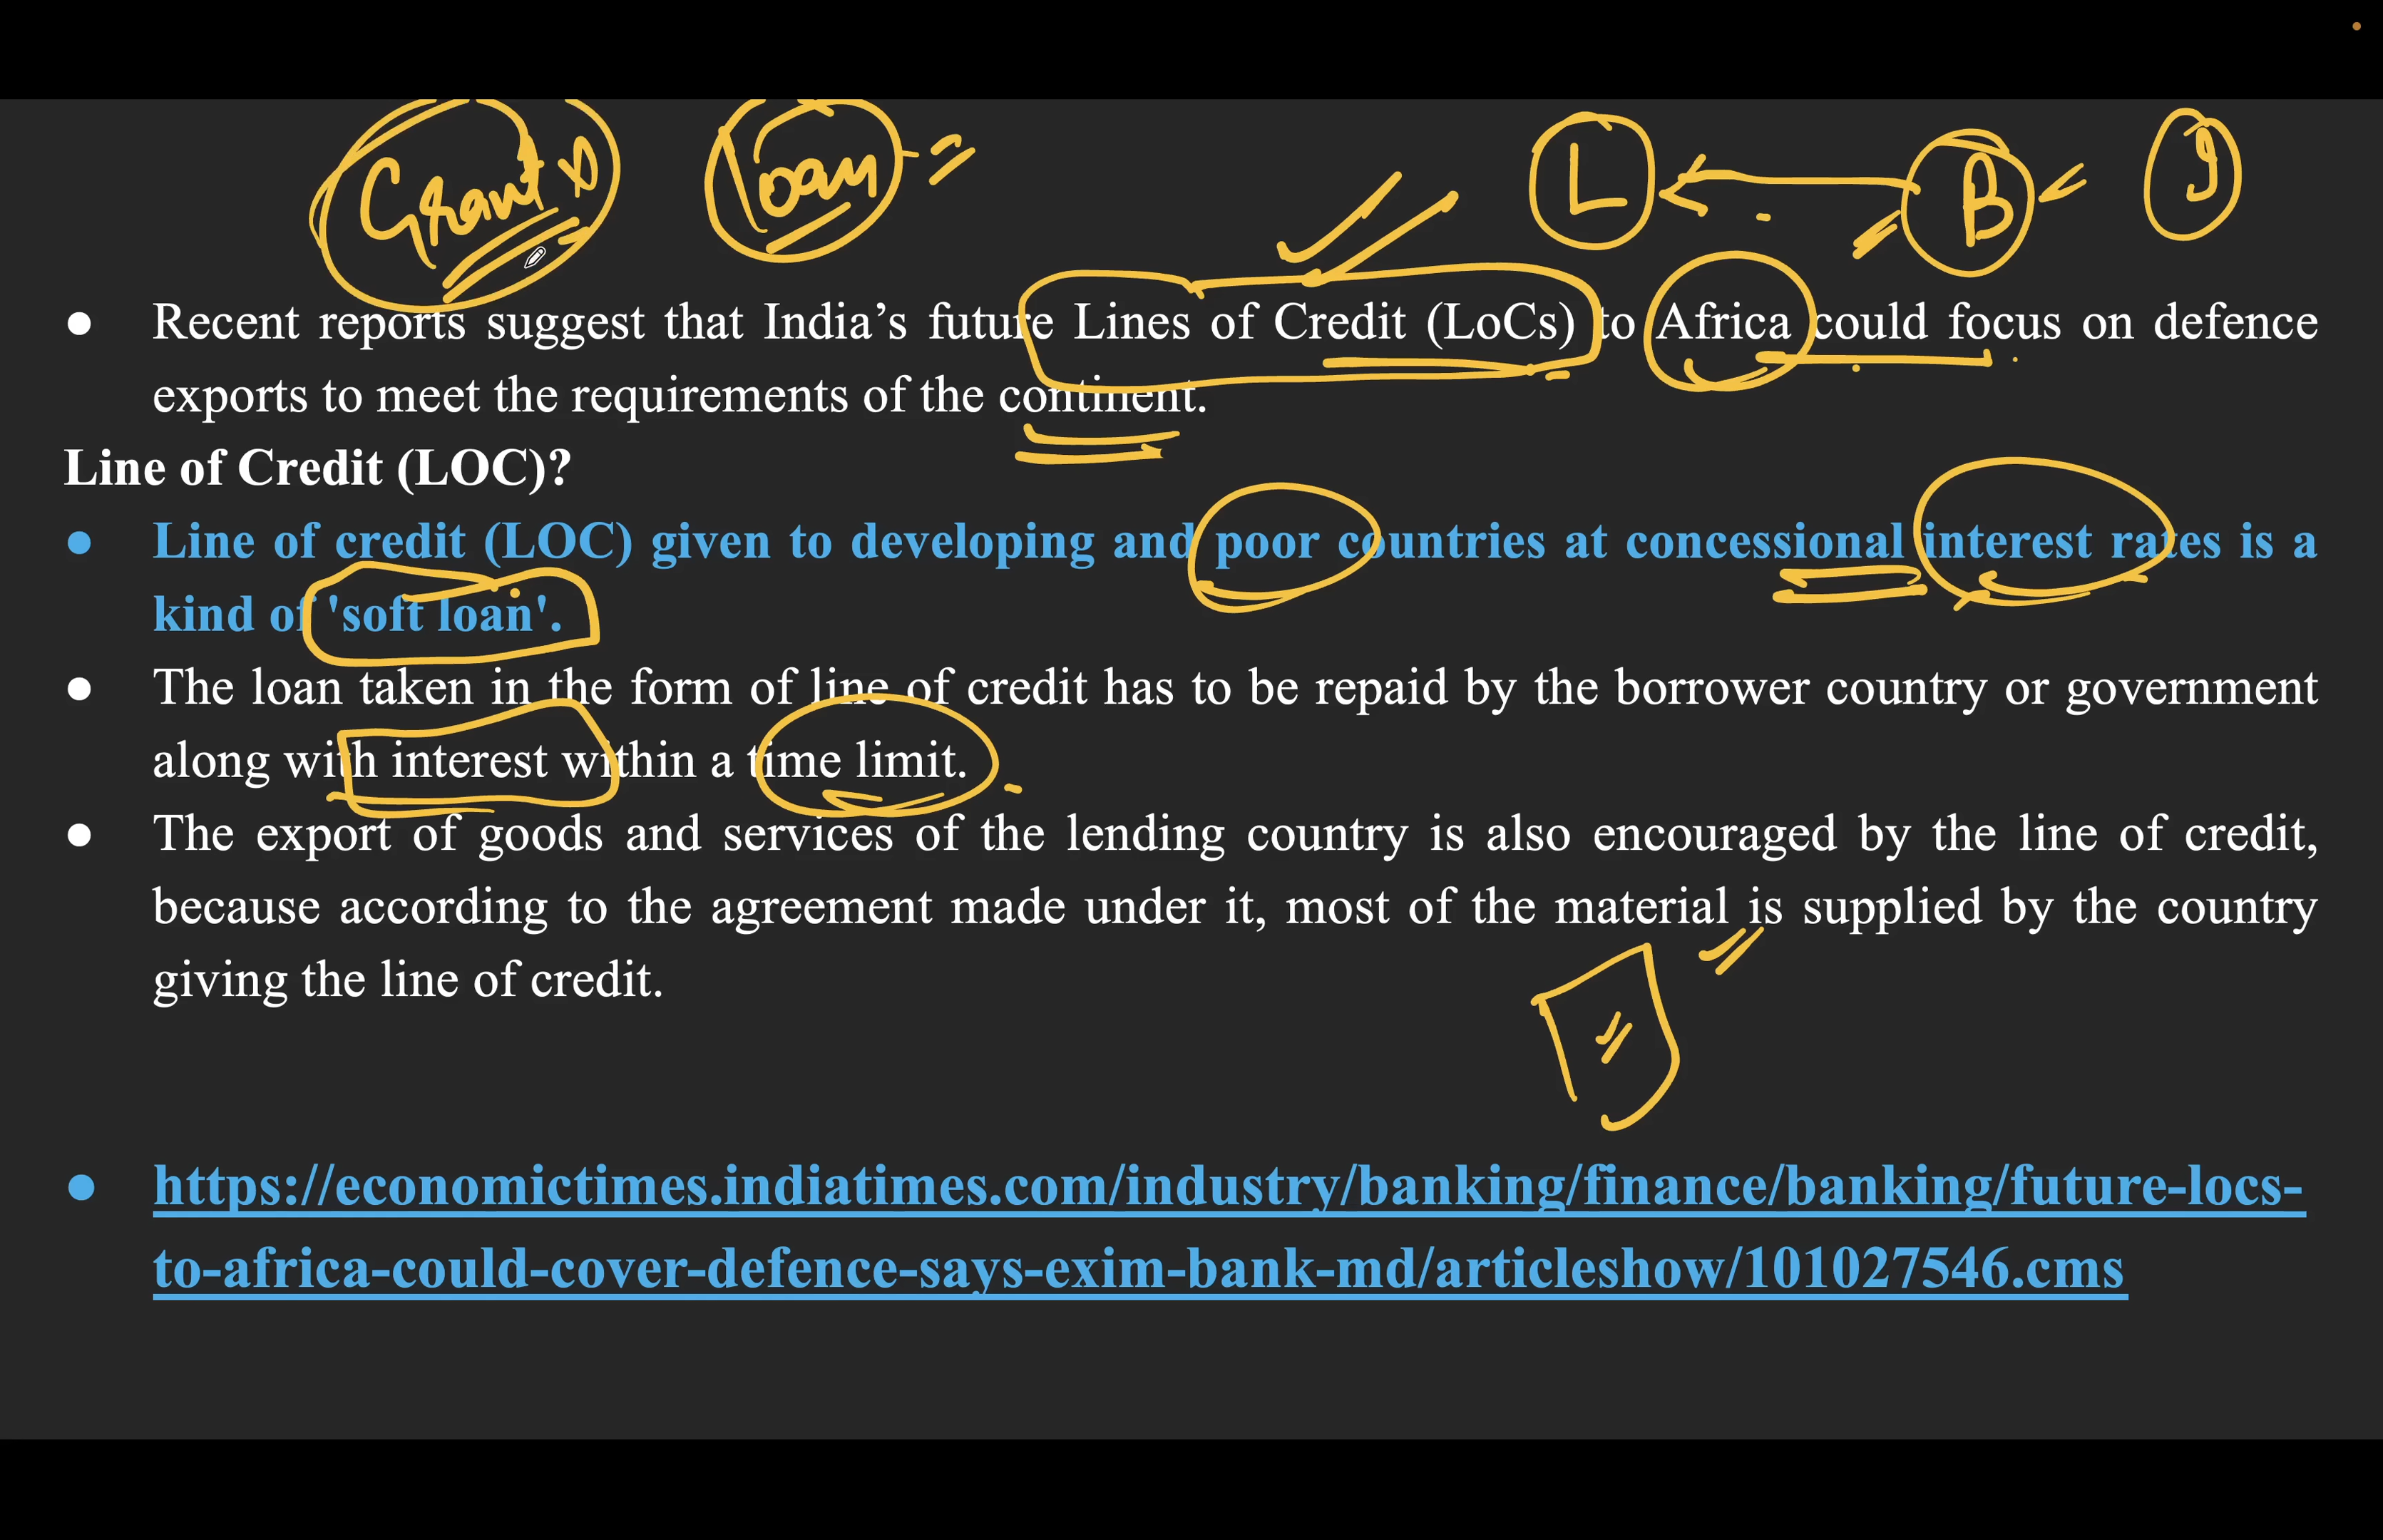 Grant
Loan
L
B
I
● Recent reports suggest that India’s future Lines of Credit (LoCs) to Africa could focus on defence
exports to meet the requirements of the continent.
Line of Credit (LOC)?
● Line of credit (LOC) given to developing and poor countries at concessional interest rates is a
kind of 'soft loan'.
● The loan taken in the form of line of credit has to be repaid by the borrower country or government
along with interest within a time limit.
● The export of goods and services of the lending country is also encouraged by the line of credit,
because according to the agreement made under it, most of the material is supplied by the country
giving the line of credit.
● https://economictimes.indiatimes.com/industry/banking/finance/banking/future-locs-
to-africa-could-cover-defence-says-exim-bank-md/articleshow/101027546.cms